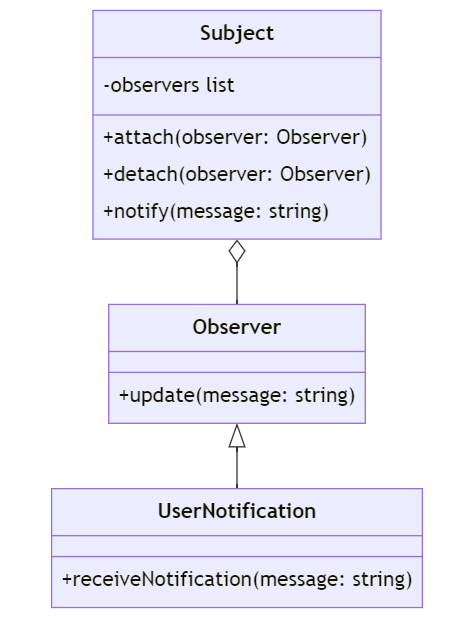 Subject
-observers list
+attach(observer: Observer)
+detach(observer: Observer)
+notify(message: string)
Observer
+update(message: string)
UserNotification
+receiveNotification(message: string)